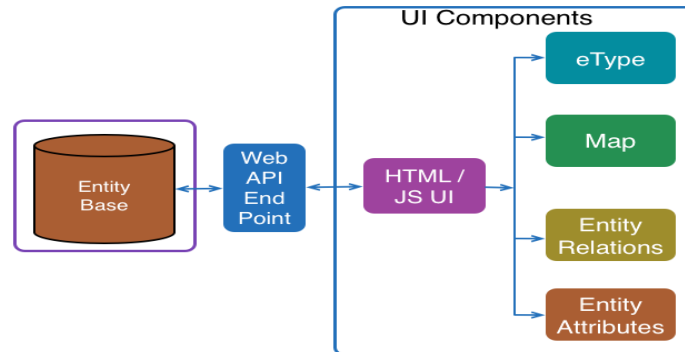 UI Components
eType
Map
Entity
Relations
Entity
Attributes
HTML /
JS UI
Web
API
End
Point
Entity
Base